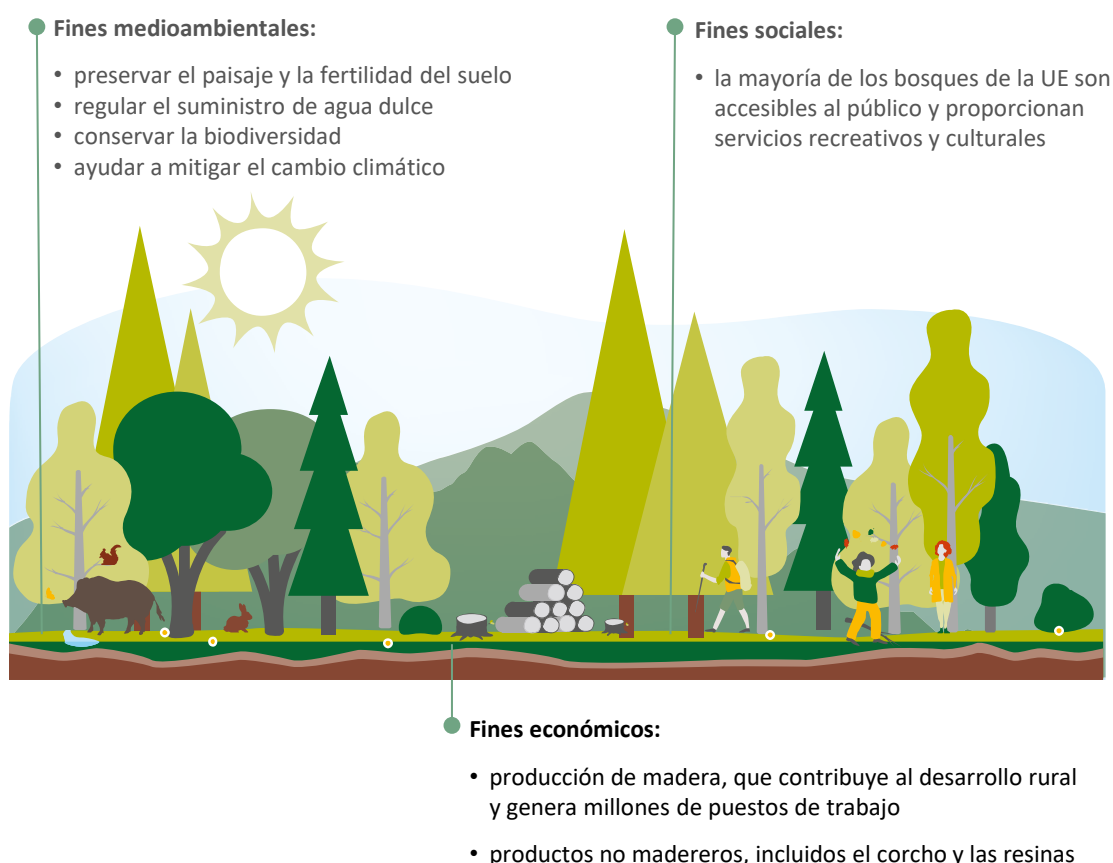 Fines medioambientales:
• preservar el paisaje y la fertilidad del suelo
• regular el suministro de agua dulce
• conservar la biodiversidad
• ayudar a mitigar el cambio climático
Fines sociales:
• la mayoría de los bosques de la UE son
accesibles al público y proporcionan
servicios recreativos y culturales
Fines económicos:
• producción de madera, que contribuye al desarrollo rural
y genera millones de puestos de trabajo
• productos no madereros, incluidos el corcho y las resinas